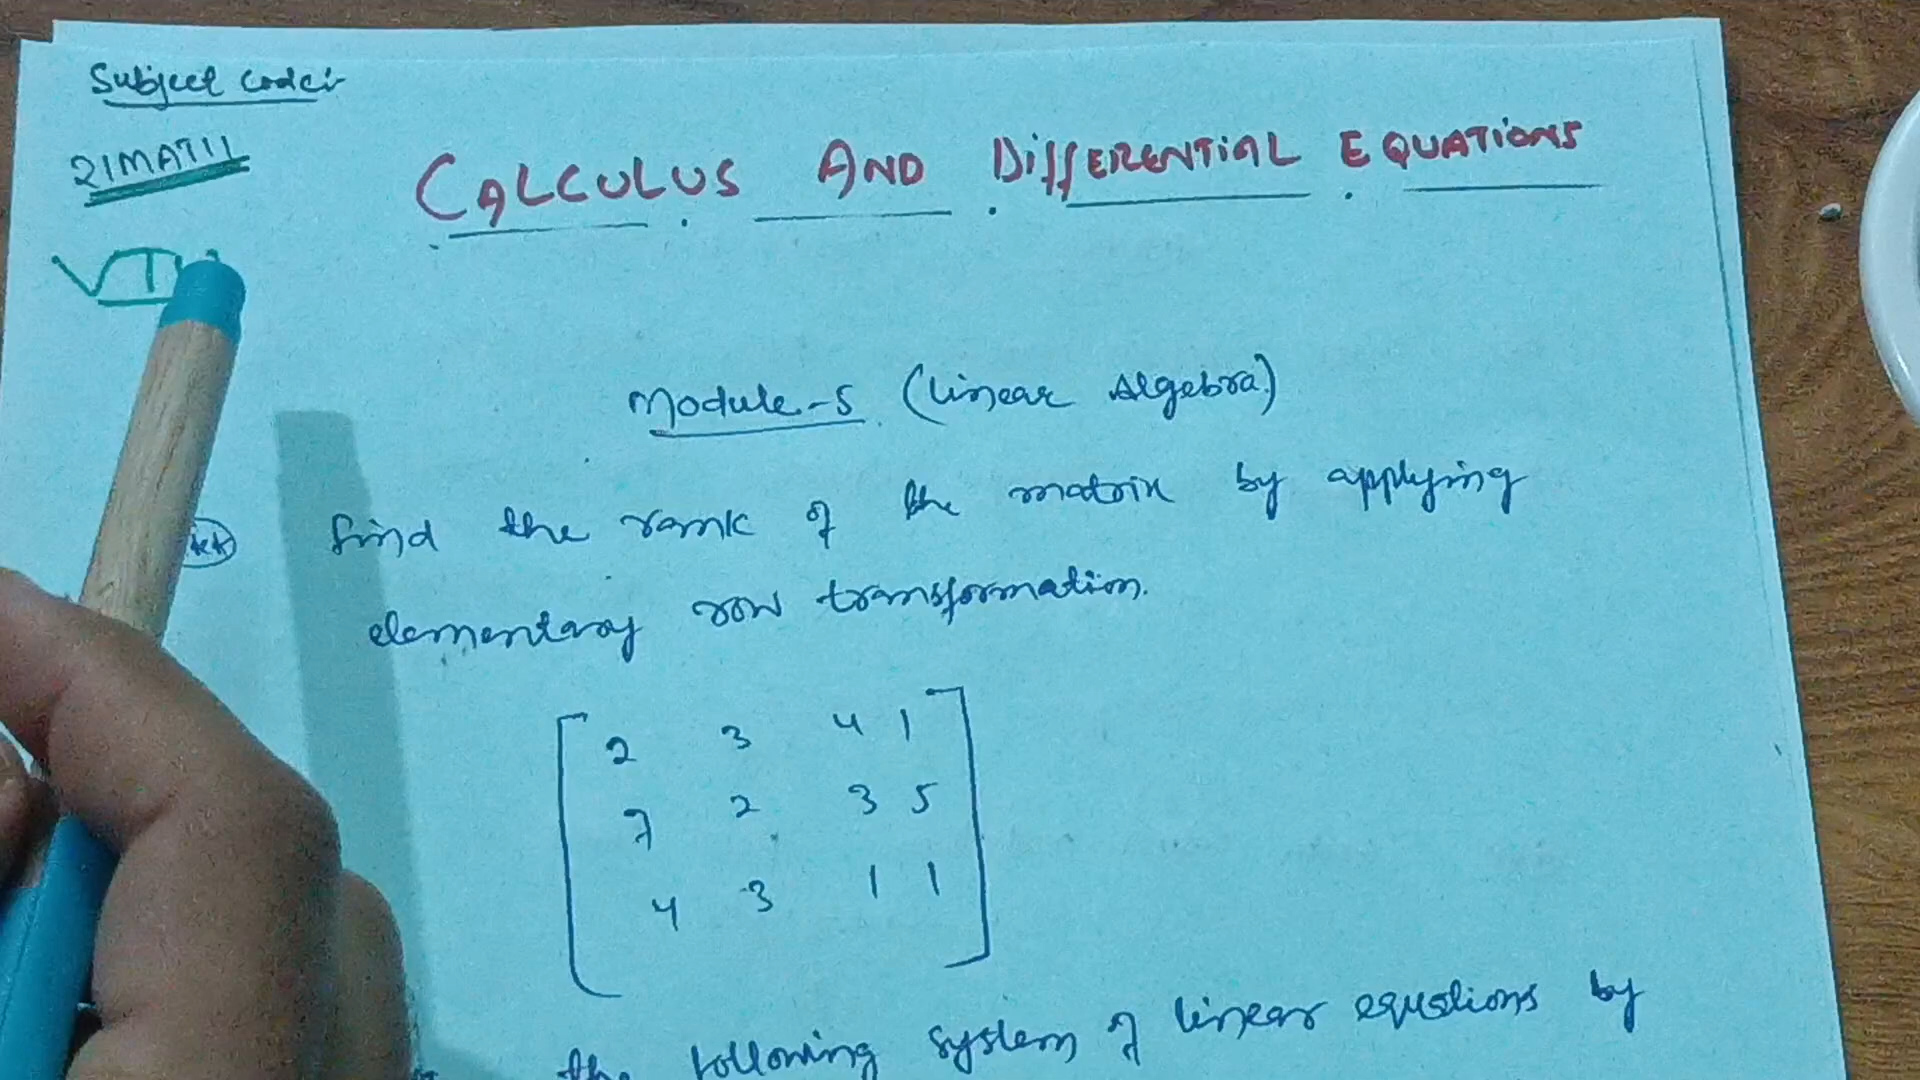 Subject code:-
21MAT11
CALCULUS AND DIFFERENTIAL EQUATIONS
VTU
Module-5 (Linear Algebra)
find the rank of the matrix by applying
elementary row transformation.
2 3 4 1
7 2 3 5
4 3 1 1
the following system of linear equations by